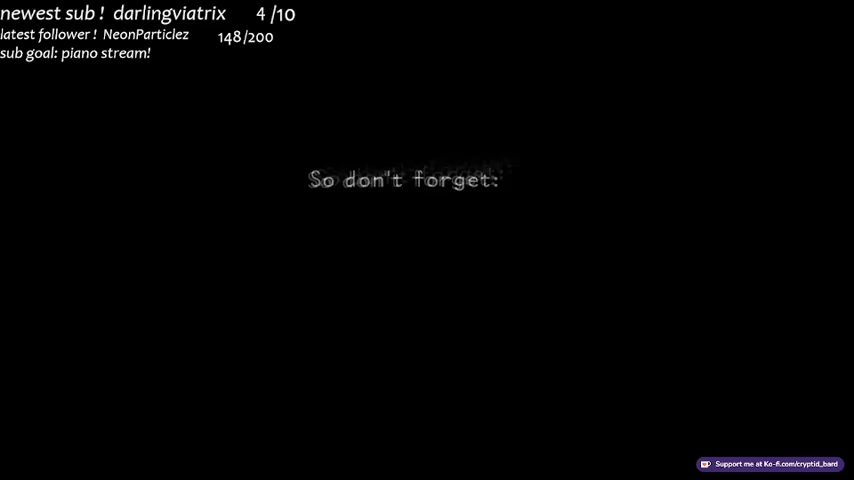 newest sub ! darlingviatrix 4 /10
latest follower ! NeonParticlez 148/200
sub goal: piano stream!
So don't forget:
Support me at Ko-fi.com/cryptid_bard